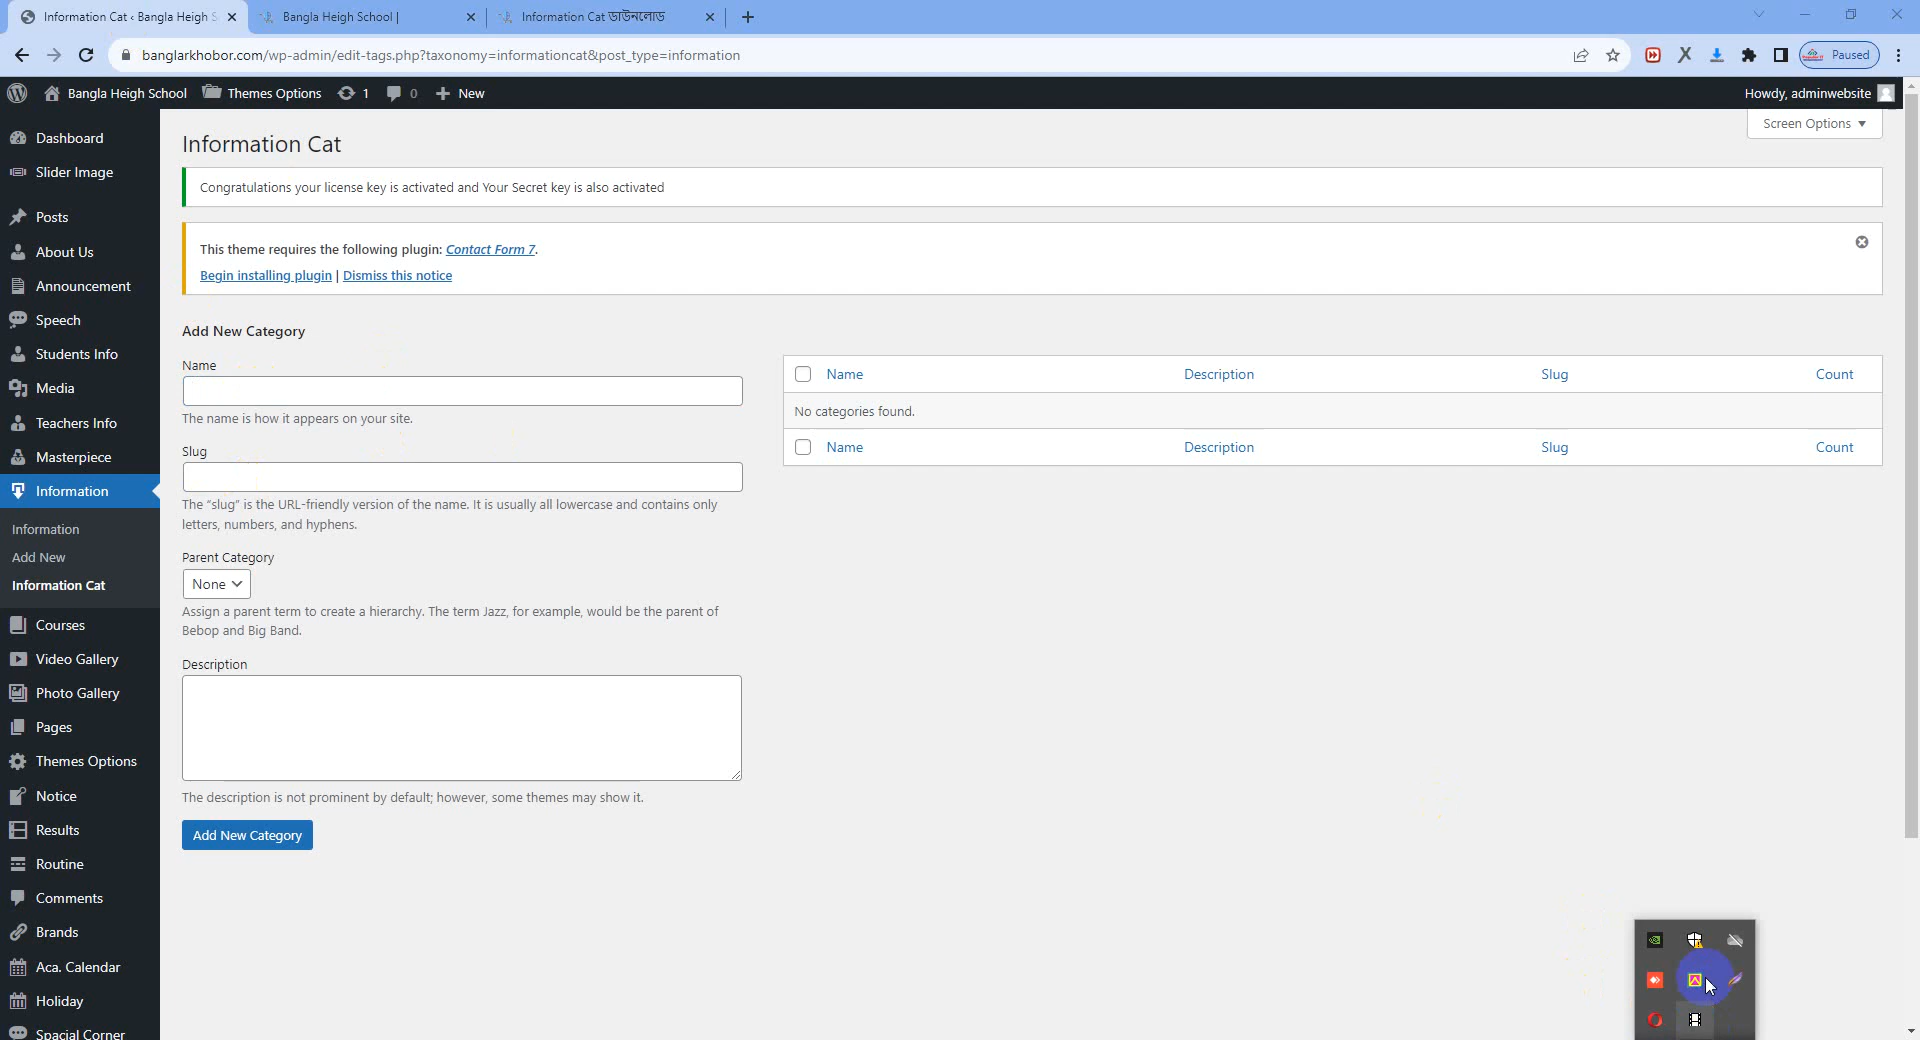 Information Cat ‹ Bangla Heigh S
Bangla Heigh School |
Information Cat ডাউনলোড
banglarkhobor.com/wp-admin/edit-tags.php?taxonomy=informationcat&post_type=information
Paused
Bangla Heigh School
Themes Options
1
0
New
Howdy, adminwebsite
Screen Options
Dashboard
Slider Image
Posts
About Us
Announcement
Speech
Students Info
Media
Teachers Info
Masterpiece
Information
Information
Add New
Information Cat
Courses
Video Gallery
Photo Gallery
Pages
Themes Options
Notice
Results
Routine
Comments
Brands
Aca. Calendar
Holiday
Spacial Corner
Information Cat
Congratulations your license key is activated and Your Secret key is also activated
This theme requires the following plugin: Contact Form 7.
Begin installing plugin | Dismiss this notice
Add New Category
Name
The name is how it appears on your site.
Slug
The “slug” is the URL-friendly version of the name. It is usually all lowercase and contains only
letters, numbers, and hyphens.
Parent Category
None
Assign a parent term to create a hierarchy. The term Jazz, for example, would be the parent of
Bebop and Big Band.
Description
The description is not prominent by default; however, some themes may show it.
Add New Category
Name Description Slug Count
No categories found.
Name Description Slug Count